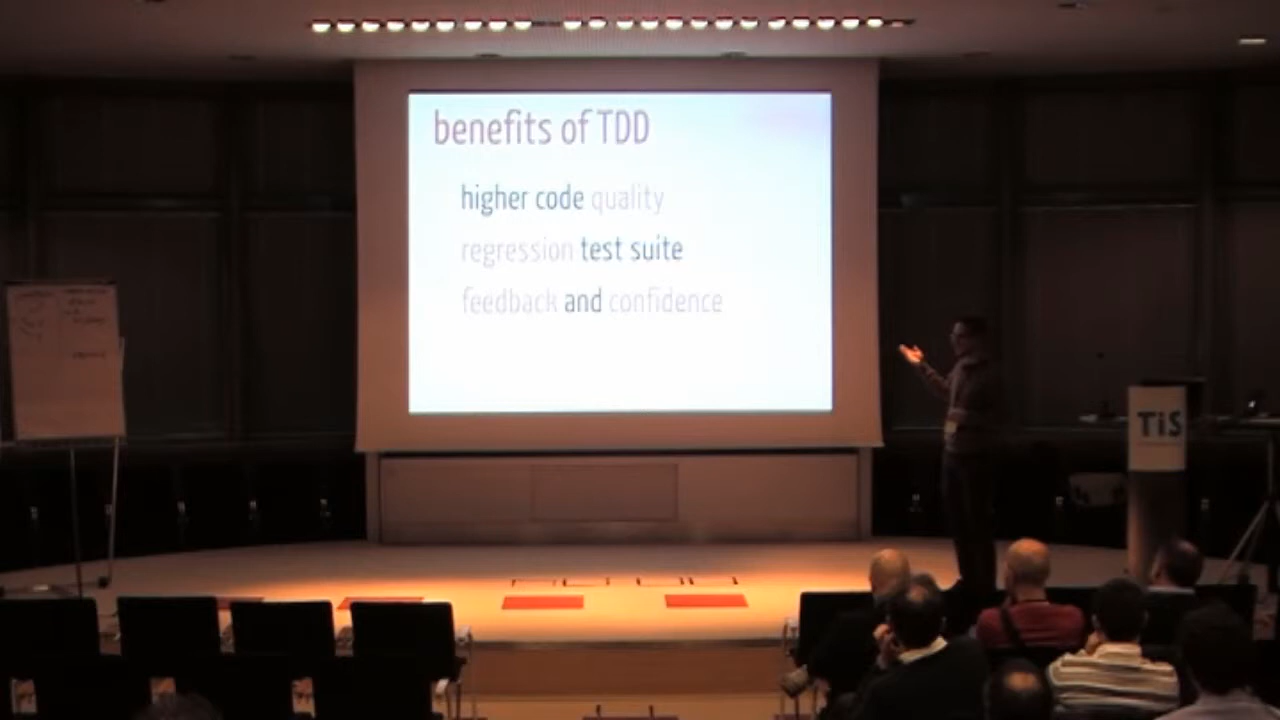 benefits of TDD
higher code quality
regression test suite
feedback and confidence
TiS